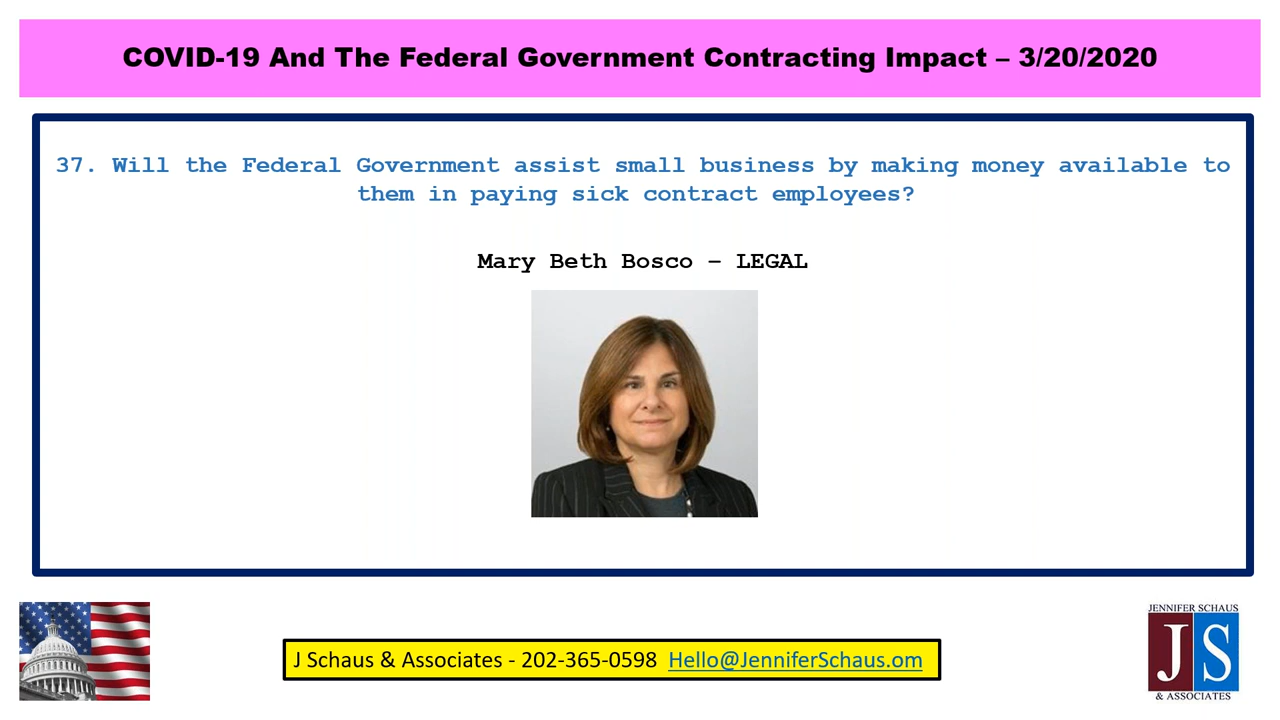 COVID-19 And The Federal Government Contracting Impact – 3/20/2020
37. Will the Federal Government assist small business by making money available to
them in paying sick contract employees?
Mary Beth Bosco – LEGAL
J Schaus & Associates - 202-365-0598 Hello@JenniferSchaus.om
JENNIFER SCHAUS
JS
& ASSOCIATES